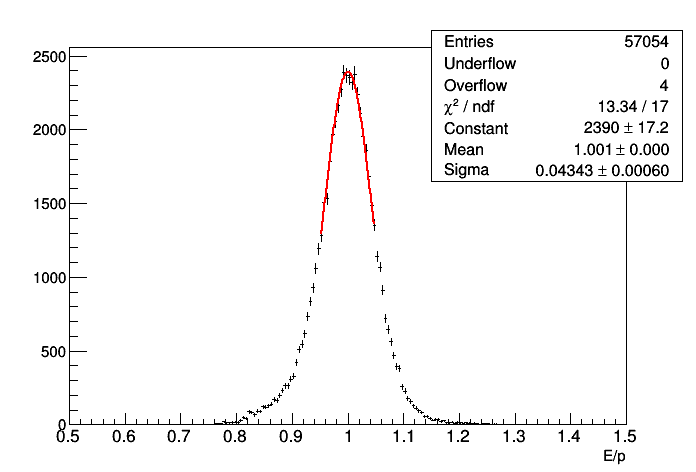 Entries 57054
Underflow 0
Overflow 4
χ² / ndf 13.34 / 17
Constant 2390 ± 17.2
Mean 1.001 ± 0.000
Sigma 0.04343 ± 0.00060
2500
2000
1500
1000
500
0
0.5 0.6 0.7 0.8 0.9 1 1.1 1.2 1.3 1.4 1.5
E/p